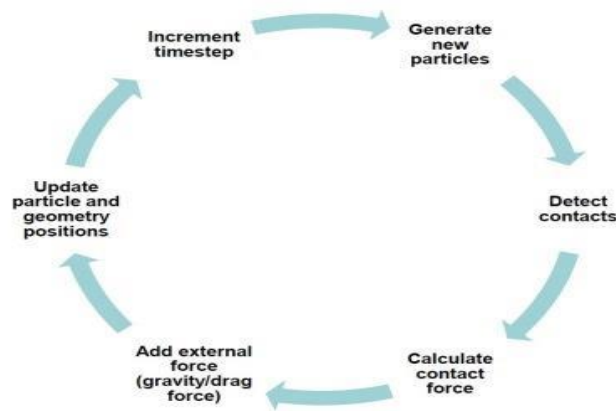 Increment
timestep
Generate
new
particles
Detect
contacts
Calculate
contact
force
Add external
force
(gravity/drag
force)
Update
particle and
geometry
positions